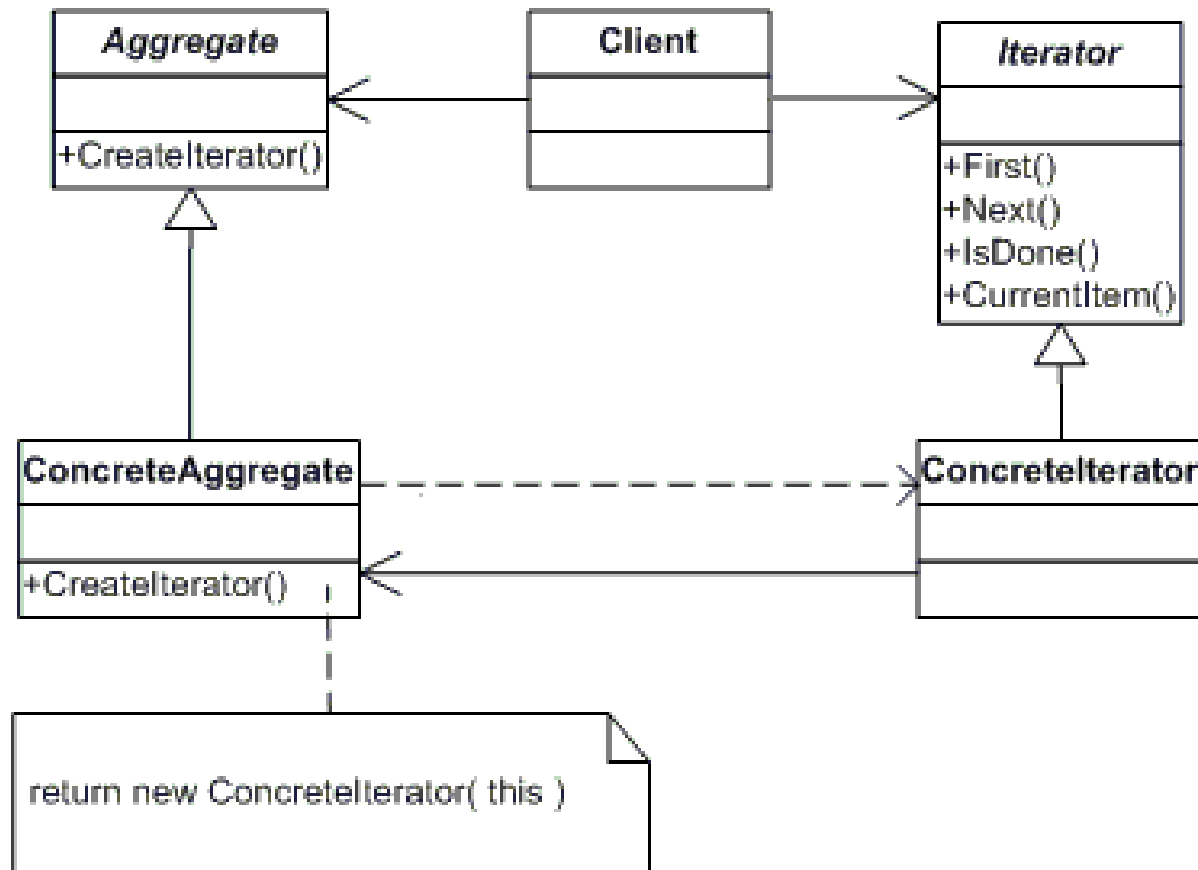 Aggregate
+CreateIterator()
Client
Iterator
+First()
+Next()
+IsDone()
+CurrentItem()
ConcreteAggregate
+CreateIterator()
ConcreteIterator
return new ConcreteIterator( this )